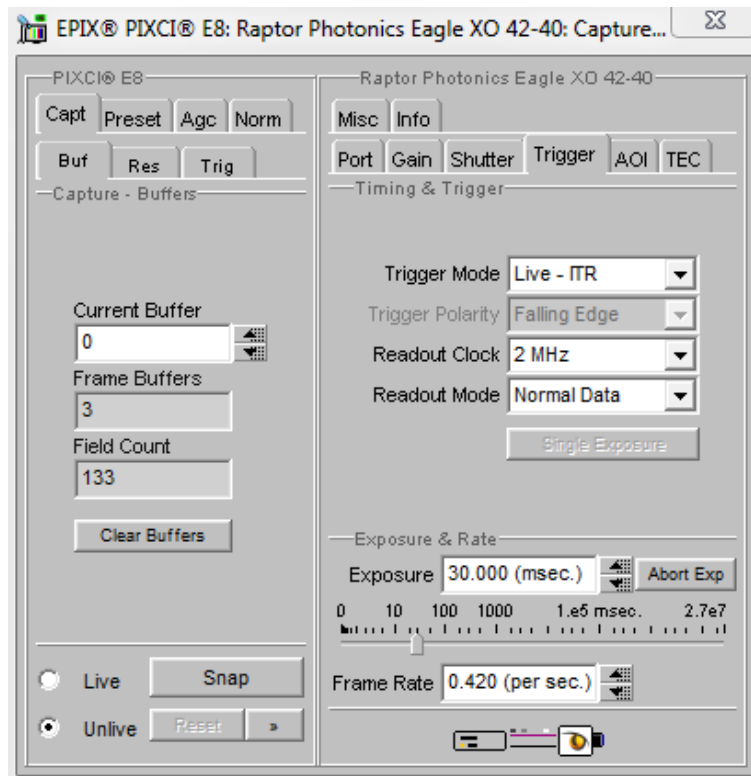 EPIX® PIXCI® E8: Raptor Photonics Eagle XO 42-40: Capture...
PIXCI® E8
Capt Preset Agc Norm
Buf Res Trig
Capture - Buffers
Current Buffer
0
Frame Buffers
3
Field Count
133
Clear Buffers
Live Snap
Unlive Reset »
Raptor Photonics Eagle XO 42-40
Misc Info
Port Gain Shutter Trigger AOI TEC
Timing & Trigger
Trigger Mode Live - ITR
Trigger Polarity Falling Edge
Readout Clock 2 MHz
Readout Mode Normal Data
Single Exposure
Exposure & Rate
Exposure 30.000 (msec.) Abort Exp
0 10 100 1000 1.e5 msec. 2.7e7
Frame Rate 0.420 (per sec.)